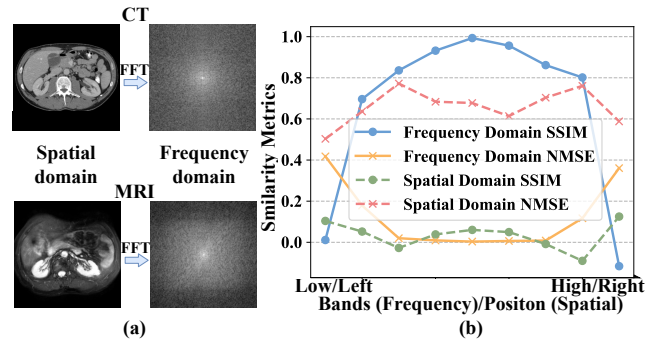 CT
FFT
Spatial
domain
Frequency
domain
MRI
FFT
(a)
Smilarity Metrics
1.0
0.8
0.6
0.4
0.2
0.0
Frequency Domain SSIM
Frequency Domain NMSE
Spatial Domain SSIM
Spatial Domain NMSE
Low/Left
High/Right
Bands (Frequency)/Positon (Spatial)
(b)